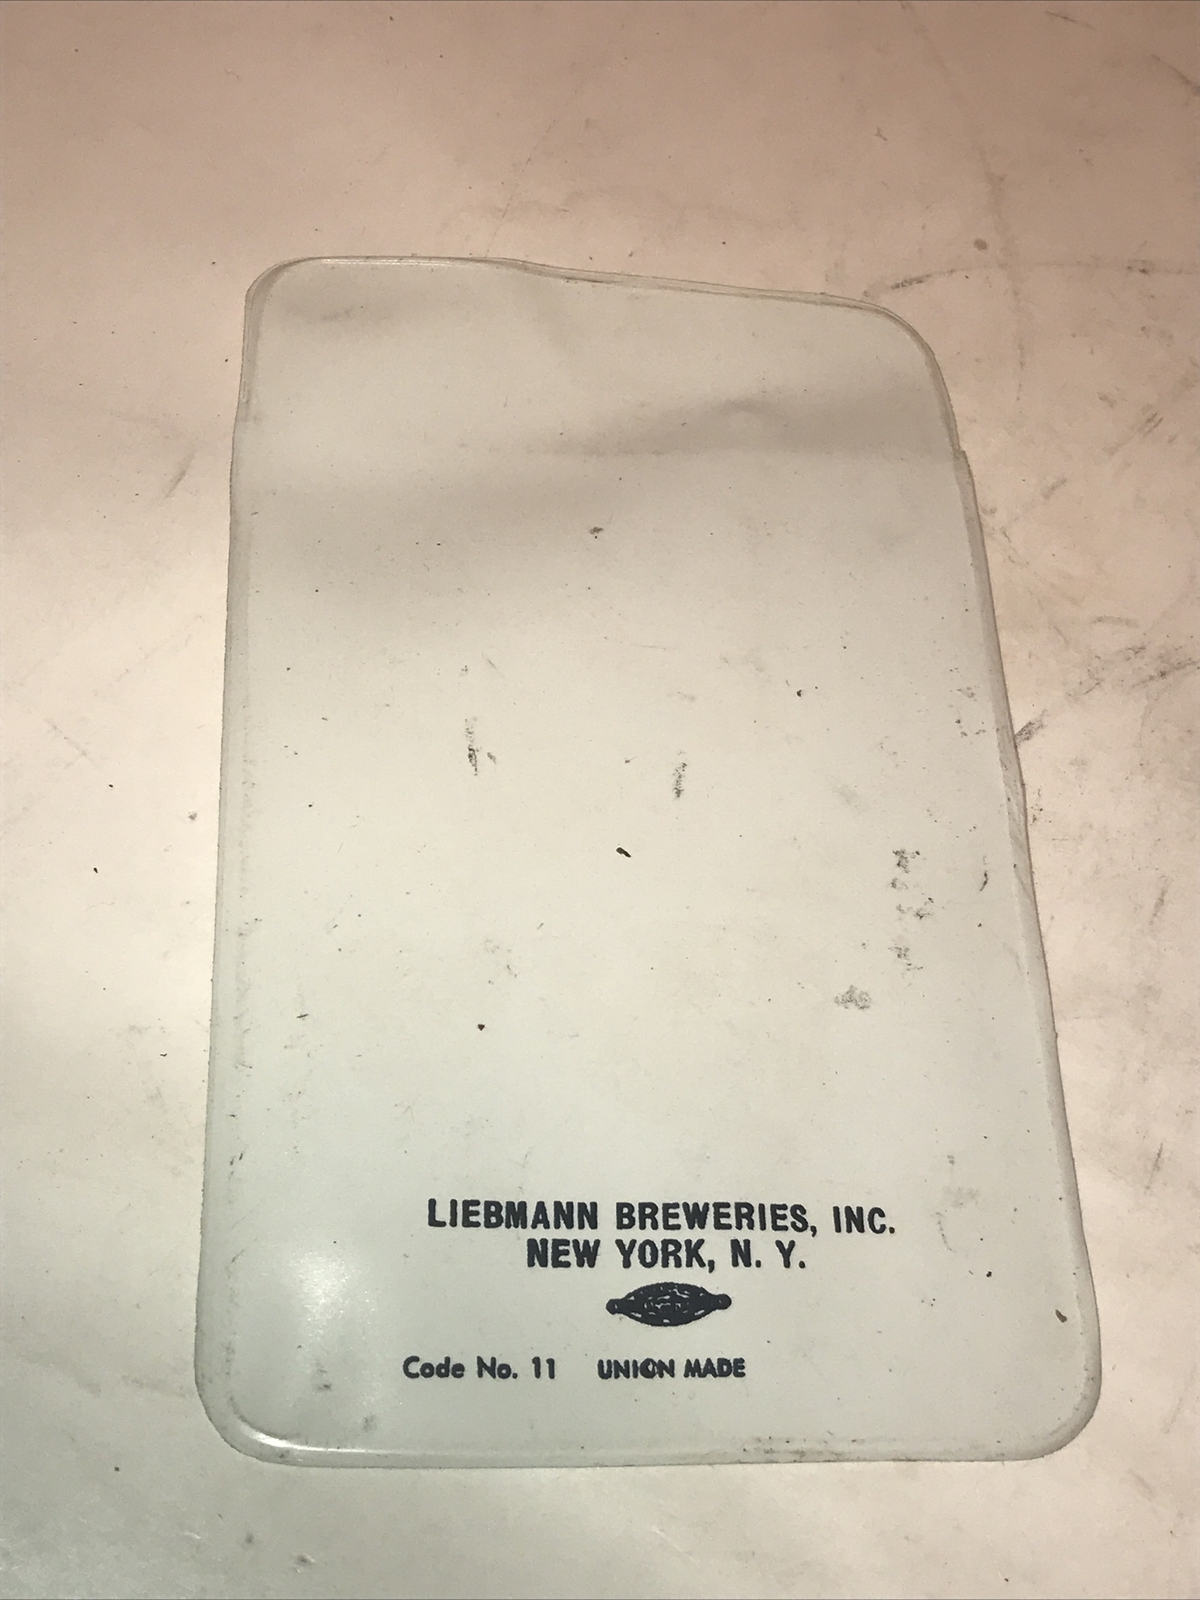 LIEBMANN BREWERIES, INC.
NEW YORK, N. Y.
Code No. 11 UNION MADE